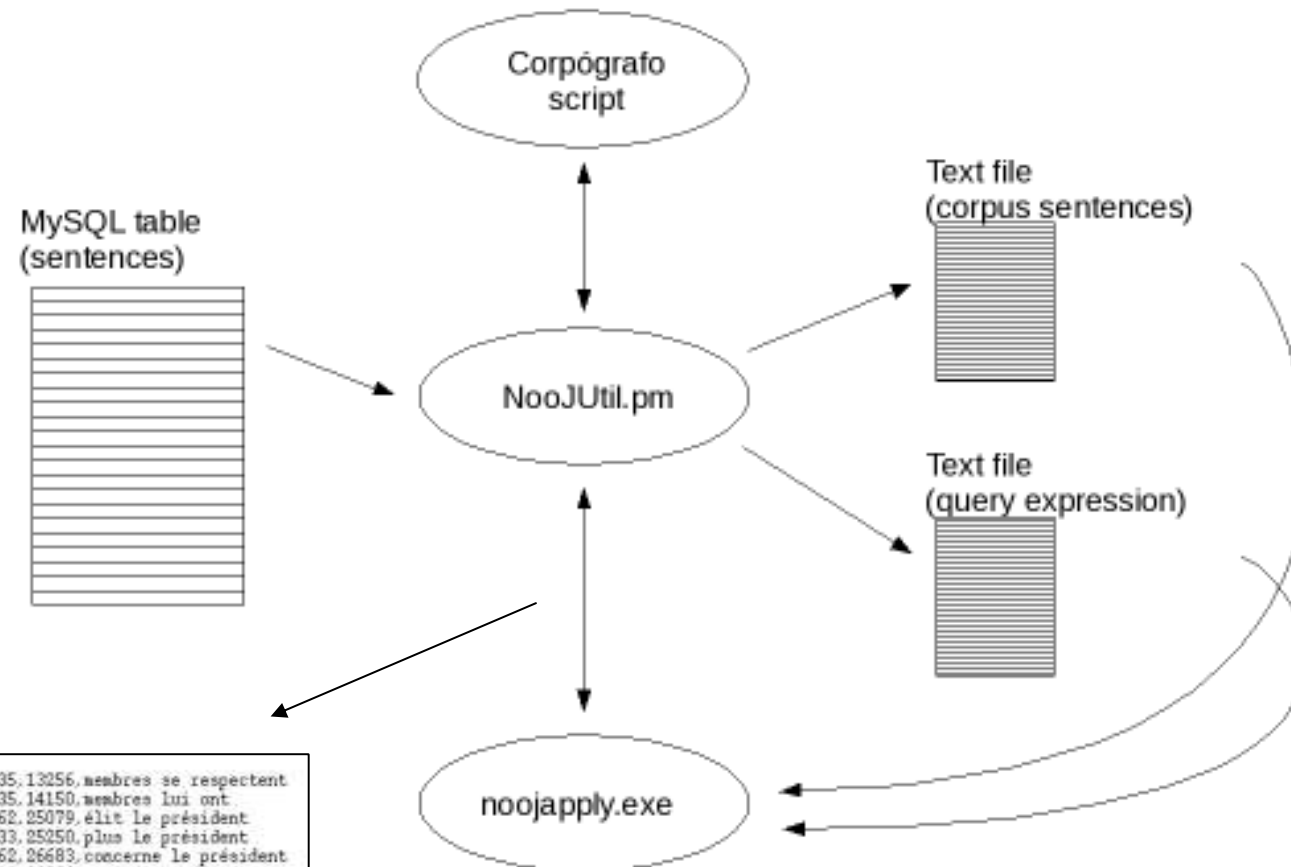 Corpógrafo
script
MySQL table
(sentences)
Text file
(corpus sentences)
NooJUtil.pm
Text file
(query expression)
noojapply.exe
35,13256,membres se respectent
35,14150,membres lui ont
62,25079,élit le président
33,25250,plus le président
62,26683,concerne le président